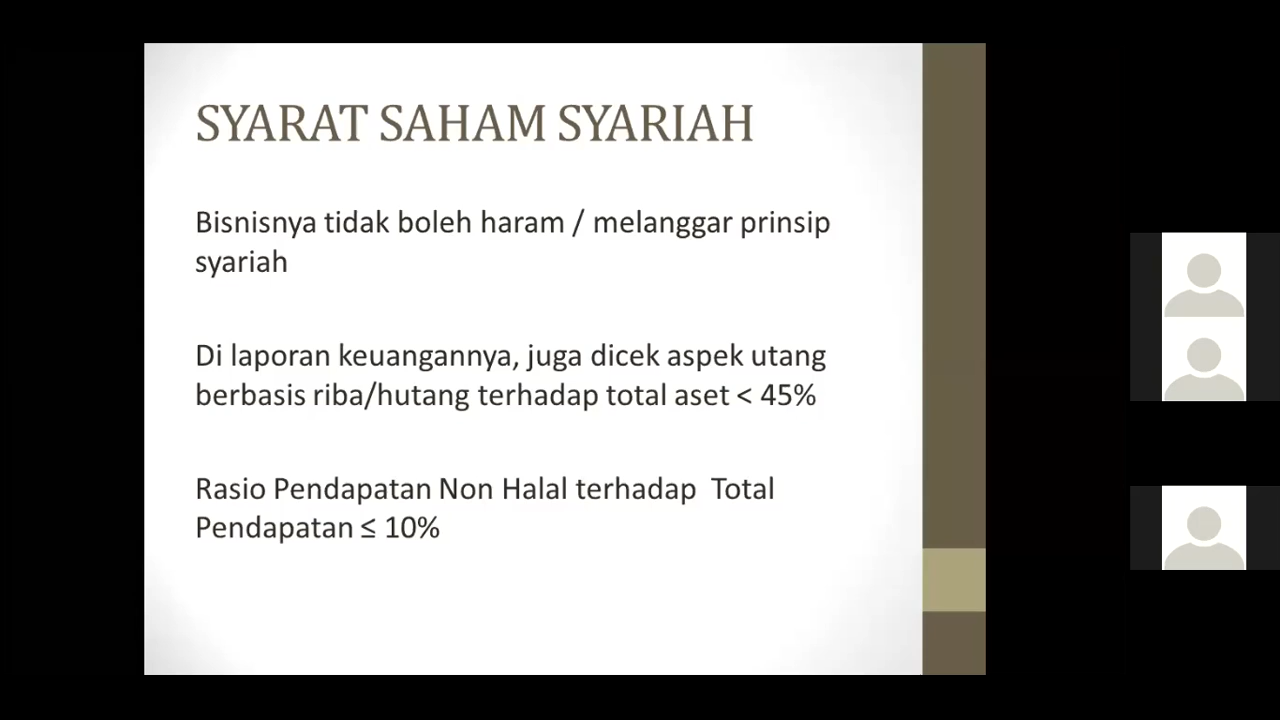 SYARAT SAHAM SYARIAH
Bisnisnya tidak boleh haram / melanggar prinsip
syariah
Di laporan keuangannya, juga dicek aspek utang
berbasis riba/hutang terhadap total aset < 45%
Rasio Pendapatan Non Halal terhadap  Total
Pendapatan ≤ 10%